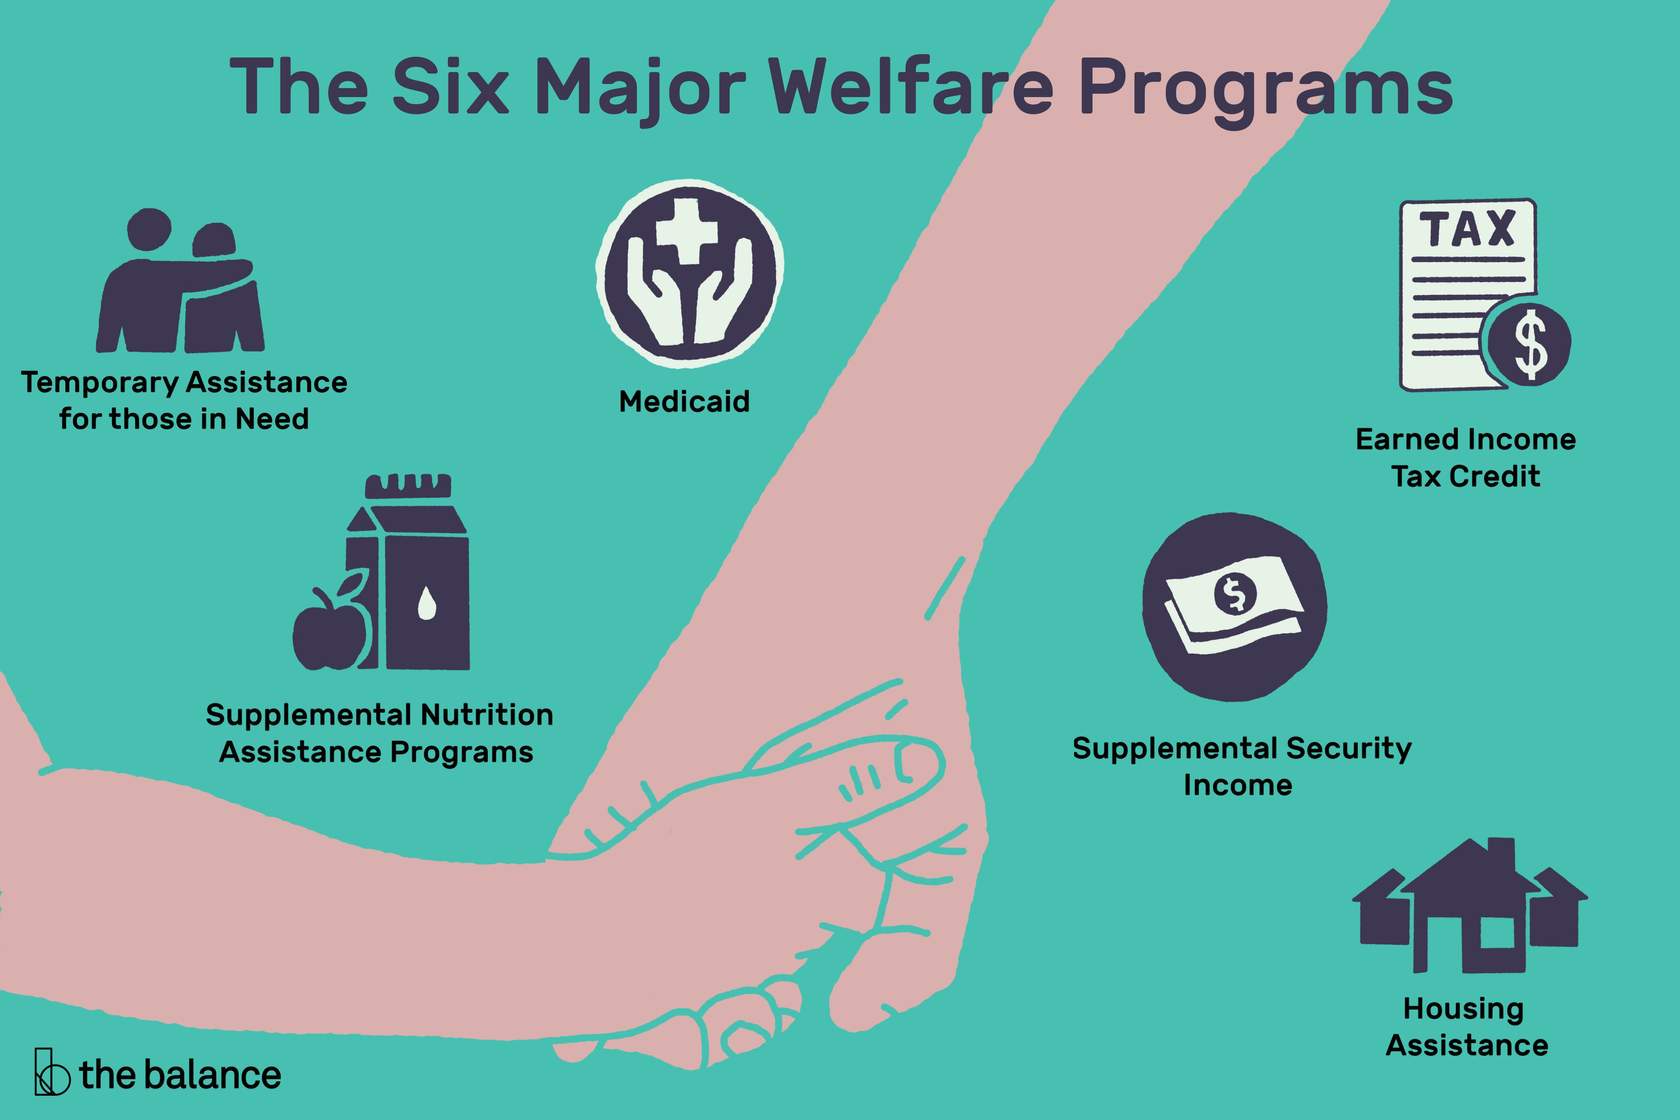 The Six Major Welfare Programs
Temporary Assistance
for those in Need
Medicaid
TAX
$
Earned Income
Tax Credit
Supplemental Nutrition
Assistance Programs
$
Supplemental Security
Income
Housing
Assistance
the balance